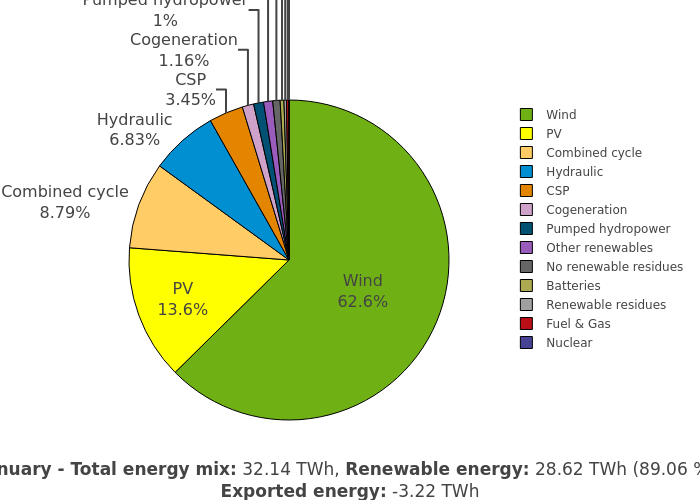 Pumped hydropower
1%
Cogeneration
1.16%
CSP
3.45%
Hydraulic
6.83%
Combined cycle
8.79%
PV
13.6%
Wind
62.6%
Wind
PV
Combined cycle
Hydraulic
CSP
Cogeneration
Pumped hydropower
Other renewables
No renewable residues
Batteries
Renewable residues
Fuel & Gas
Nuclear
nuary - Total energy mix: 32.14 TWh, Renewable energy: 28.62 TWh (89.06 %
Exported energy: -3.22 TWh